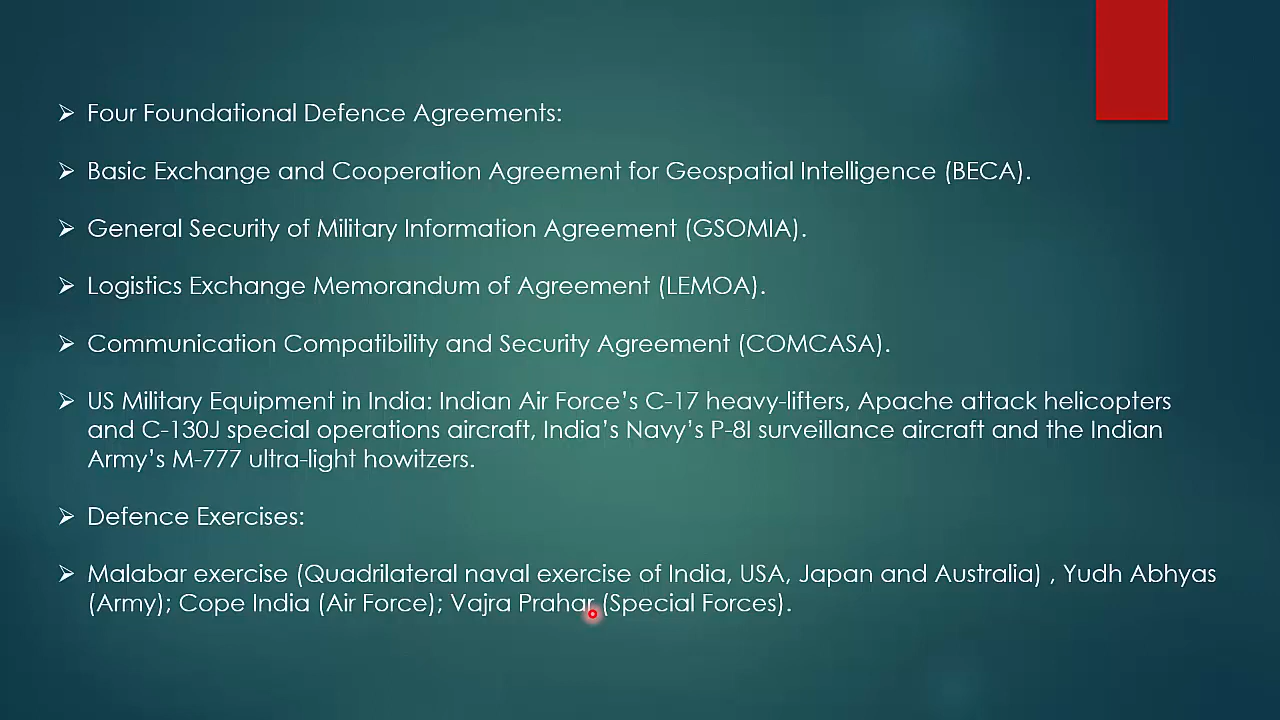 Four Foundational Defence Agreements:
Basic Exchange and Cooperation Agreement for Geospatial Intelligence (BECA).
General Security of Military Information Agreement (GSOMIA).
Logistics Exchange Memorandum of Agreement (LEMOA).
Communication Compatibility and Security Agreement (COMCASA).
US Military Equipment in India: Indian Air Force’s C-17 heavy-lifters, Apache attack helicopters
and C-130J special operations aircraft, India’s Navy’s P-8I surveillance aircraft and the Indian
Army’s M-777 ultra-light howitzers.
Defence Exercises:
Malabar exercise (Quadrilateral naval exercise of India, USA, Japan and Australia) , Yudh Abhyas
(Army); Cope India (Air Force); Vajra Prahar (Special Forces).